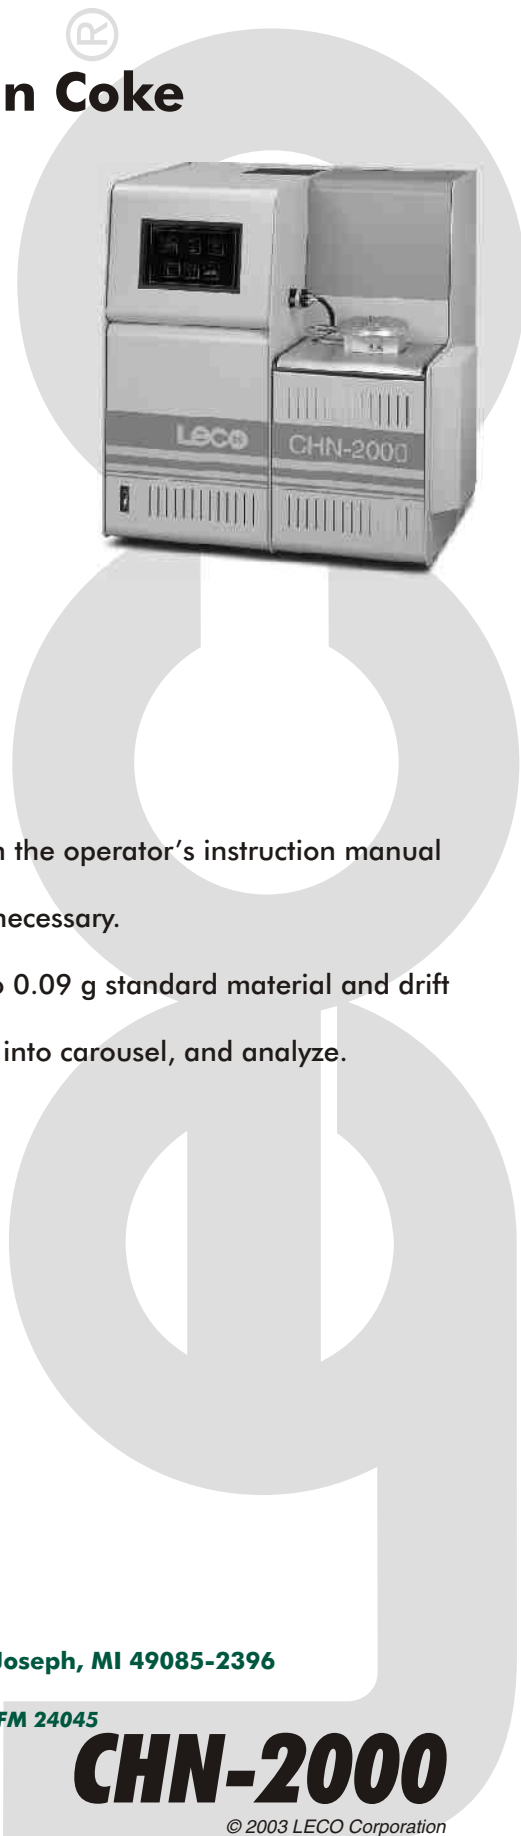 ®
n Coke
LECO
CHN-2000
n the operator's instruction manual
necessary.
o 0.09 g standard material and drift
into carousel, and analyze.
Joseph, MI 49085-2396
FM 24045
CHN-2000
© 2003 LECO Corporation